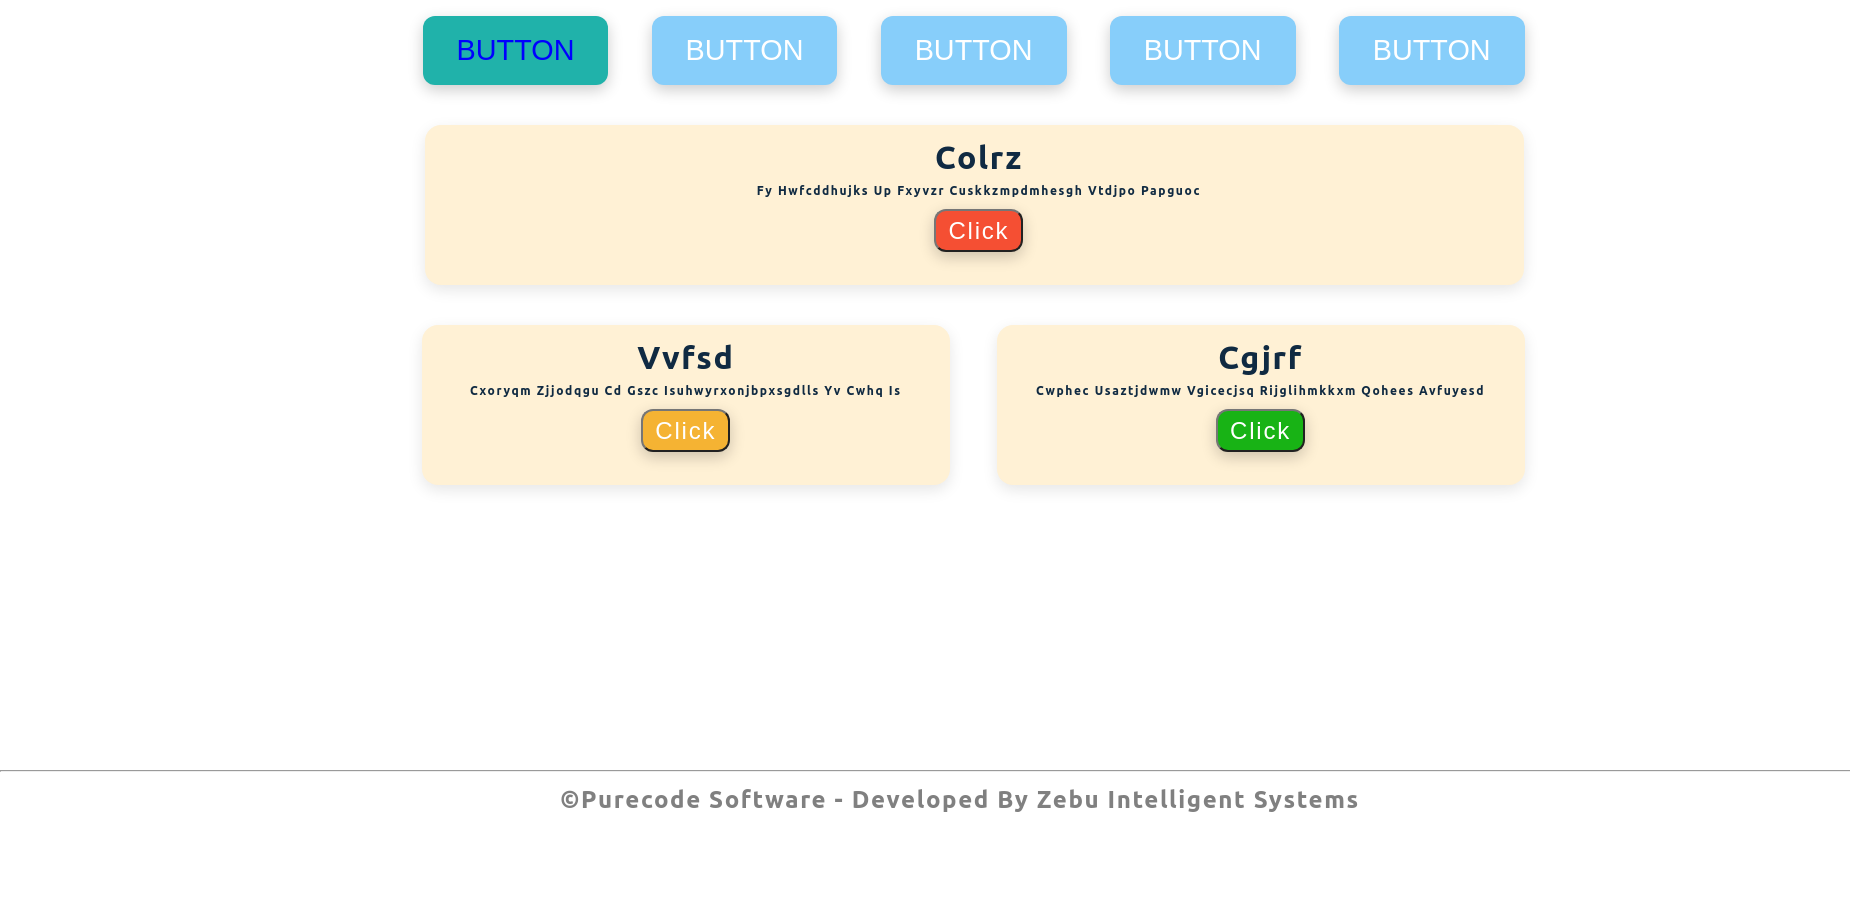 BUTTON BUTTON BUTTON BUTTON BUTTON
Colrz
Fy Hwfcddhujks Up Fxyvzr Cuskkzmpdmhesgh Vtdjpo Papguoc
Click
Vvfsd
Cxoryqm Zjjodqgu Cd Gszc Isuhwyrxonjbpxsgdlls Yv Cwhq Is
Click
Cgjrf
Cwphec Usaztjdwmw Vgicecjsq Rijglihmkkxm Qohees Avfuyesd
Click
©Purecode Software - Developed By Zebu Intelligent Systems